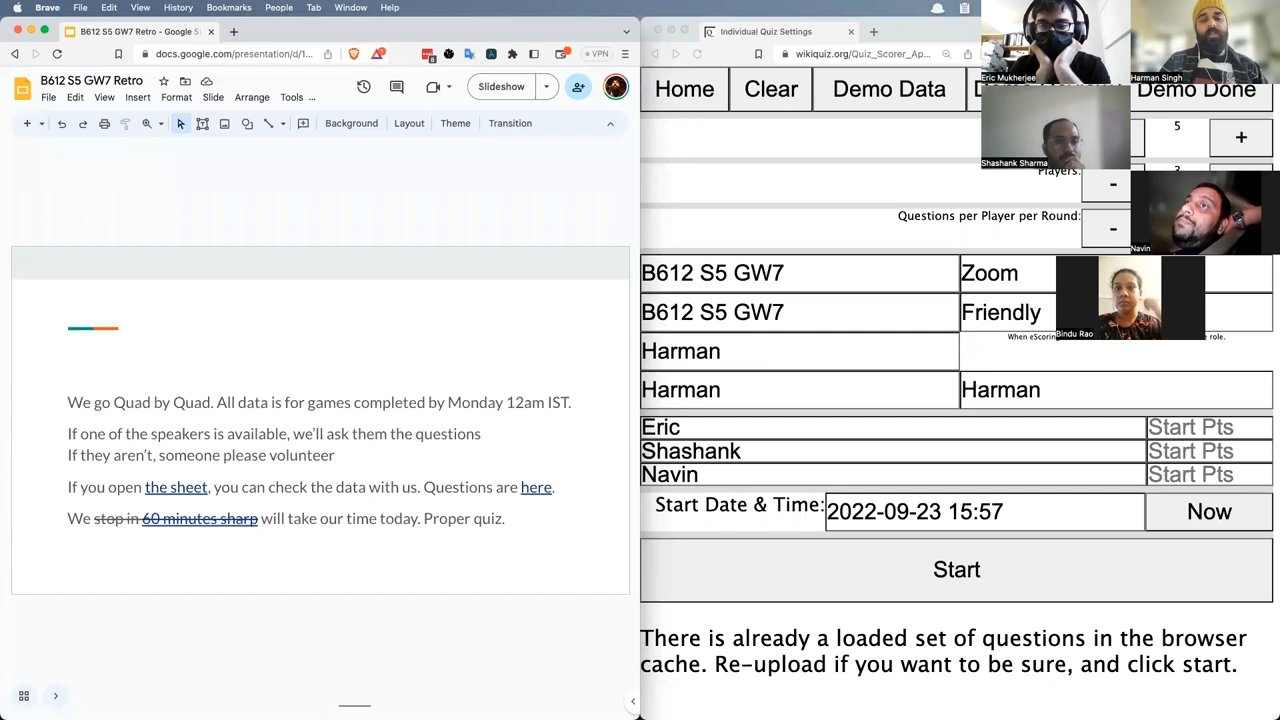 Brave File Edit View History Bookmarks Window Help
B612 S5 GW7 Retro - Google Sl
docs.google.com/presentation/d/1...
VPN
B612 S5 GW7 Retro
File Edit View Insert Format Slide Arrange Tools ...
Slideshow
Background Layout Theme Transition
We go Quad by Quad. All data is for games completed by Monday 12am IST.
If one of the speakers is available, we'll ask them the questions
If they aren't, someone please volunteer
If you open the sheet, you can check the data with us. Questions are here.
We stop in 60 minutes sharp will take our time today. Proper quiz.
Individual Quiz Settings
wikiquiz.org/Quiz_Scorer_Ap...
Home Clear Demo Data Demo Done
5 +
Players: - 3
Questions per Player per Round: -
B612 S5 GW7 Zoom
B612 S5 GW7 Friendly
When eScorin role.
Harman
Harman Harman
Eric Start Pts
Shashank Start Pts
Navin Start Pts
Start Date & Time: 2022-09-23 15:57 Now
Start
There is already a loaded set of questions in the browser
cache. Re-upload if you want to be sure, and click start.
Eric Mukherjee
Harman Singh
Shashank Sharma
Navin
Bindu Rao